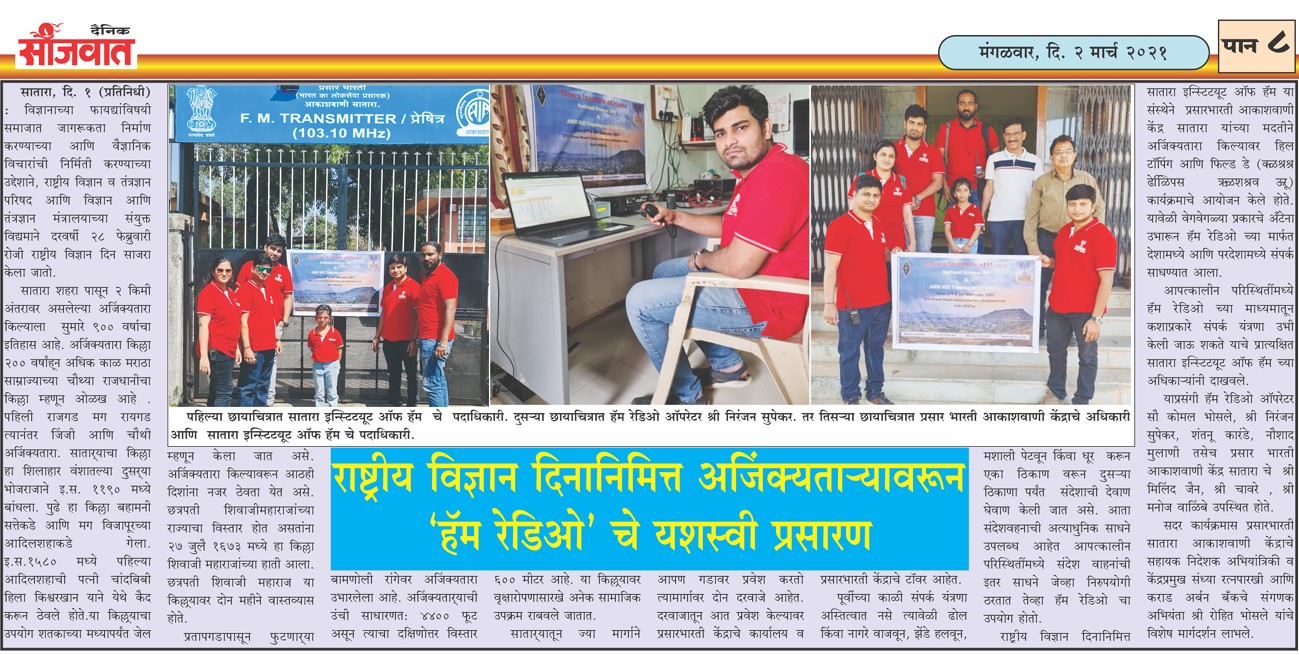 दैनिक
सौंजवात
मंगळवार, दि. २ मार्च २०२१
पान ८
प्रसार भारती
(भारत का लोकसेवा प्रसारक)
आकाशवाणी सातारा.
F. M. TRANSMITTER / प्रेषित्र
(103.10 MHz)
पहिल्या छायाचित्रात सातारा इन्स्टिट्यूट ऑफ हॅम चे पदाधिकारी. दुसऱ्या छायाचित्रात हॅम रेडिओ ऑपरेटर श्री निरंजन सुपेकर. तर तिसऱ्या छायाचित्रात प्रसार भारती आकाशवाणी केंद्राचे अधिकारी
आणि सातारा इन्स्टिट्यूट ऑफ हॅम चे पदाधिकारी.
राष्ट्रीय विज्ञान दिनानिमित्त अजिंक्यताऱ्यावरून
‘हॅम रेडिओ’ चे यशस्वी प्रसारण
सातारा, दि. १ (प्रतिनिधी)
: विज्ञानाच्या फायद्यांविषयी
समाजात जागरूकता निर्माण
करण्याच्या आणि वैज्ञानिक
विचारांची निर्मिती करण्याच्या
उद्देशाने, राष्ट्रीय विज्ञान व तंत्रज्ञान
परिषद आणि विज्ञान आणि
तंत्रज्ञान मंत्रालयाच्या संयुक्त
विद्यमाने दरवर्षी २८ फेब्रुवारी
रोजी राष्ट्रीय विज्ञान दिन साजरा
केला जातो.
सातारा शहरा पासून २ किमी
अंतरावर असलेल्या अजिंक्यतारा
किल्याला सुमारे ९०० वर्षाचा
इतिहास आहे. अजिंक्यतारा किल्ला
२०० वर्षांहून अधिक काळ मराठा
साम्राज्याच्या चौथ्या राजधानीचा
किल्ला म्हणून ओळख आहे .
पहिली राजगड मग रायगड
त्यानंतर जिंजी आणि चौथी
अजिंक्यतारा. सातार्‍याचा किल्ला
हा शिलाहार वंशातल्या दुसर्‍या
भोजराजाने इ.स. ११९० मध्ये
बांधला. पुढे हा किल्ला बहामनी
सत्तेकडे आणि मग विजापूरच्या
आदिलशहाकडे गेला.
इ.स.१५८० मध्ये पहिल्या
आदिलशहाची पत्नी चांदबिबी
हिला किश्वरखान याने येथे कैद
करून ठेवले होते.या किल्ल्याचा
उपयोग शतकाच्या मध्यापर्यंत जेल
म्हणून केला जात असे.
अजिंक्यतारा किल्यावरून आठही
दिशांना नजर ठेवता येत असे.
छत्रपती शिवाजीमहाराजांच्या
राज्याचा विस्तार होत असतांना
२७ जुलै १६७३ मध्ये हा किल्ला
शिवाजी महाराजांच्या हाती आला.
छत्रपती शिवाजी महाराज या
किल्ल्यावर दोन महीने वास्तव्यास
होते.
प्रतापगडापासून फुटणार्‍या
बामणोली रांगेवर अजिंक्यतारा
उभारलेला आहे. अजिंक्यतार्‍याची
उंची साधारणत: ४४०० फूट
असून त्याचा दक्षिणोत्तर विस्तार
६०० मीटर आहे. या किल्ल्यावर
वृक्षारोपणासारखे अनेक सामाजिक
उपक्रम राबवले जातात.
सातार्‍यातून ज्या मार्गाने
आपण गडावर प्रवेश करतो
त्यामार्गावर दोन दरवाजे आहेत.
दरवाजातून आत प्रवेश केल्यावर
प्रसारभारती केंद्राचे कार्यालय व
प्रसारभारती केंद्राचे टॉवर आहेत.
पूर्वीच्या काळी संपर्क यंत्रणा
अस्तित्वात नसे त्यावेळी ढोल
किंवा नागरे वाजवून, झेंडे हलवून,
मशाली पेटवून किंवा धूर करून
एका ठिकाण वरून दुसऱ्या
ठिकाणा पर्यंत संदेशाची देवाण
घेवाण केली जात असे. आता
संदेशवहनाची अत्याधुनिक साधने
उपलब्ध आहेत आपत्कालीन
परिस्थितींमध्ये संदेश वाहनांची
इतर साधने जेव्हा निरुपयोगी
ठरतात तेव्हा हॅम रेडिओ चा
उपयोग होतो.
राष्ट्रीय विज्ञान दिनानिमित्त
सातारा इन्स्टिटयूट ऑफ हॅम या
संस्थेने प्रसारभारती आकाशवाणी
केंद्र सातारा यांच्या मदतीने
अजिंक्यतारा किल्यावर हिल
टॉपिंग आणि फिल्ड डे
कार्यक्रमाचे आयोजन केले होते.
यावेळी वेगवेगळ्या प्रकारचे अँटेना
उभारून हॅम रेडिओ च्या मार्फत
देशामध्ये आणि परदेशामध्ये संपर्क
साधण्यात आला.
आपत्कालीन परिस्थितींमध्ये
हॅम रेडिओ च्या माध्यमातून
कशाप्रकारे संपर्क यंत्रणा उभी
केली जाऊ शकते याचे प्रात्यक्षित
सातारा इन्स्टिटयूट ऑफ हॅम च्या
अधिकाऱ्यांनी दाखवले.
याप्रसंगी हॅम रेडिओ ऑपरेटर
सौ कोमल भोसले, श्री निरंजन
सुपेकर, शंतनू कारंडे, नौशाद
मुलाणी तसेच प्रसार भारती
आकाशवाणी केंद्र सातारा चे श्री
मिलिंद जैन, श्री चावरे , श्री
मनोज वाळिंबे उपस्थित होते.
सदर कार्यक्रमास प्रसारभारती
सातारा आकाशवाणी केंद्राचे
सहायक निदेशक अभियांत्रिकी व
केंद्रप्रमुख संध्या रत्नपारखी आणि
कराड अर्बन बँकचे संगणक
अभियंता श्री रोहित भोसले यांचे
विशेष मार्गदर्शन लाभले.